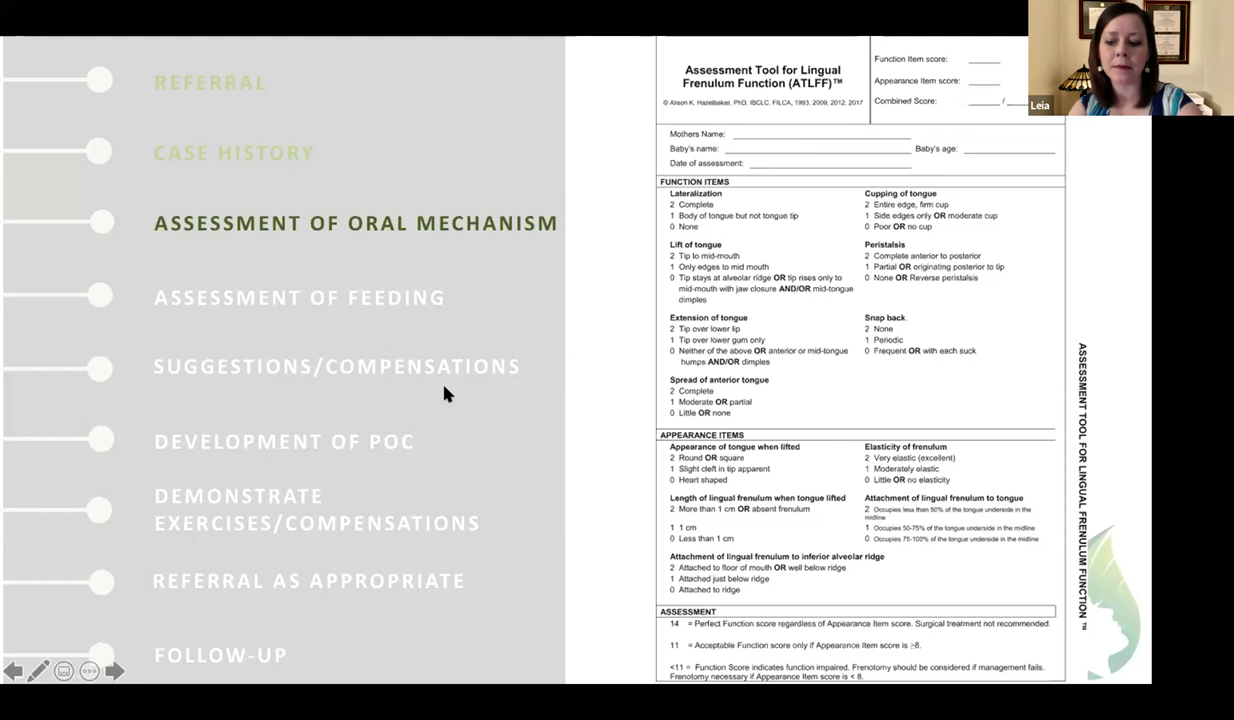 REFERRAL
CASE HISTORY
ASSESSMENT OF ORAL MECHANISM
ASSESSMENT OF FEEDING
SUGGESTIONS/COMPENSATIONS
DEVELOPMENT OF POC
DEMONSTRATE
EXERCISES/COMPENSATIONS
REFERRAL AS APPROPRIATE
FOLLOW-UP
Assessment Tool for Lingual
Frenulum Function (ATLFF)™
© Alison K. Hazelbaker, PhD, IBCLC, FILCA, 1993, 2009, 2012, 2017
Function Item score: ______
Appearance Item score: ______
Combined Score: ______ / ___
Leia
Mothers Name:
Baby's name:
Baby's age:
Date of assessment:
FUNCTION ITEMS
Lateralization
2 Complete
1 Body of tongue but not tongue tip
0 None
Lift of tongue
2 Tip to mid-mouth
1 Only edges to mid mouth
0 Tip stays at alveolar ridge OR tip rises only to
mid-mouth with jaw closure AND/OR mid-tongue
dimples
Extension of tongue
2 Tip over lower lip
1 Tip over lower gum only
0 Neither of the above OR anterior or mid-tongue
humps AND/OR dimples
Spread of anterior tongue
2 Complete
1 Moderate OR partial
0 Little OR none
Cupping of tongue
2 Entire edge, firm cup
1 Side edges only OR moderate cup
0 Poor OR no cup
Peristalsis
2 Complete anterior to posterior
1 Partial OR originating posterior to tip
0 None OR Reverse peristalsis
Snap back
2 None
1 Periodic
0 Frequent OR with each suck
APPEARANCE ITEMS
Appearance of tongue when lifted
2 Round OR square
1 Slight cleft in tip apparent
0 Heart shaped
Length of lingual frenulum when tongue lifted
2 More than 1 cm OR absent frenulum
1 1 cm
0 Less than 1 cm
Attachment of lingual frenulum to inferior alveolar ridge
2 Attached to floor of mouth OR well below ridge
1 Attached just below ridge
0 Attached to ridge
Elasticity of frenulum
2 Very elastic (excellent)
1 Moderately elastic
0 Little OR no elasticity
Attachment of lingual frenulum to tongue
2 Occupies less than 50% of the tongue underside in the
midline
1 Occupies 50-75% of the tongue underside in the midline
0 Occupies 75-100% of the tongue underside in the midline
ASSESSMENT
14 = Perfect Function score regardless of Appearance Item score. Surgical treatment not recommended.
11 = Acceptable Function score only if Appearance Item score is ≥8.
<11 = Function Score indicates function impaired. Frenotomy should be considered if management fails.
Frenotomy necessary if Appearance Item score is < 8.
ASSESSMENT TOOL FOR LINGUAL FRENULUM FUNCTION ™